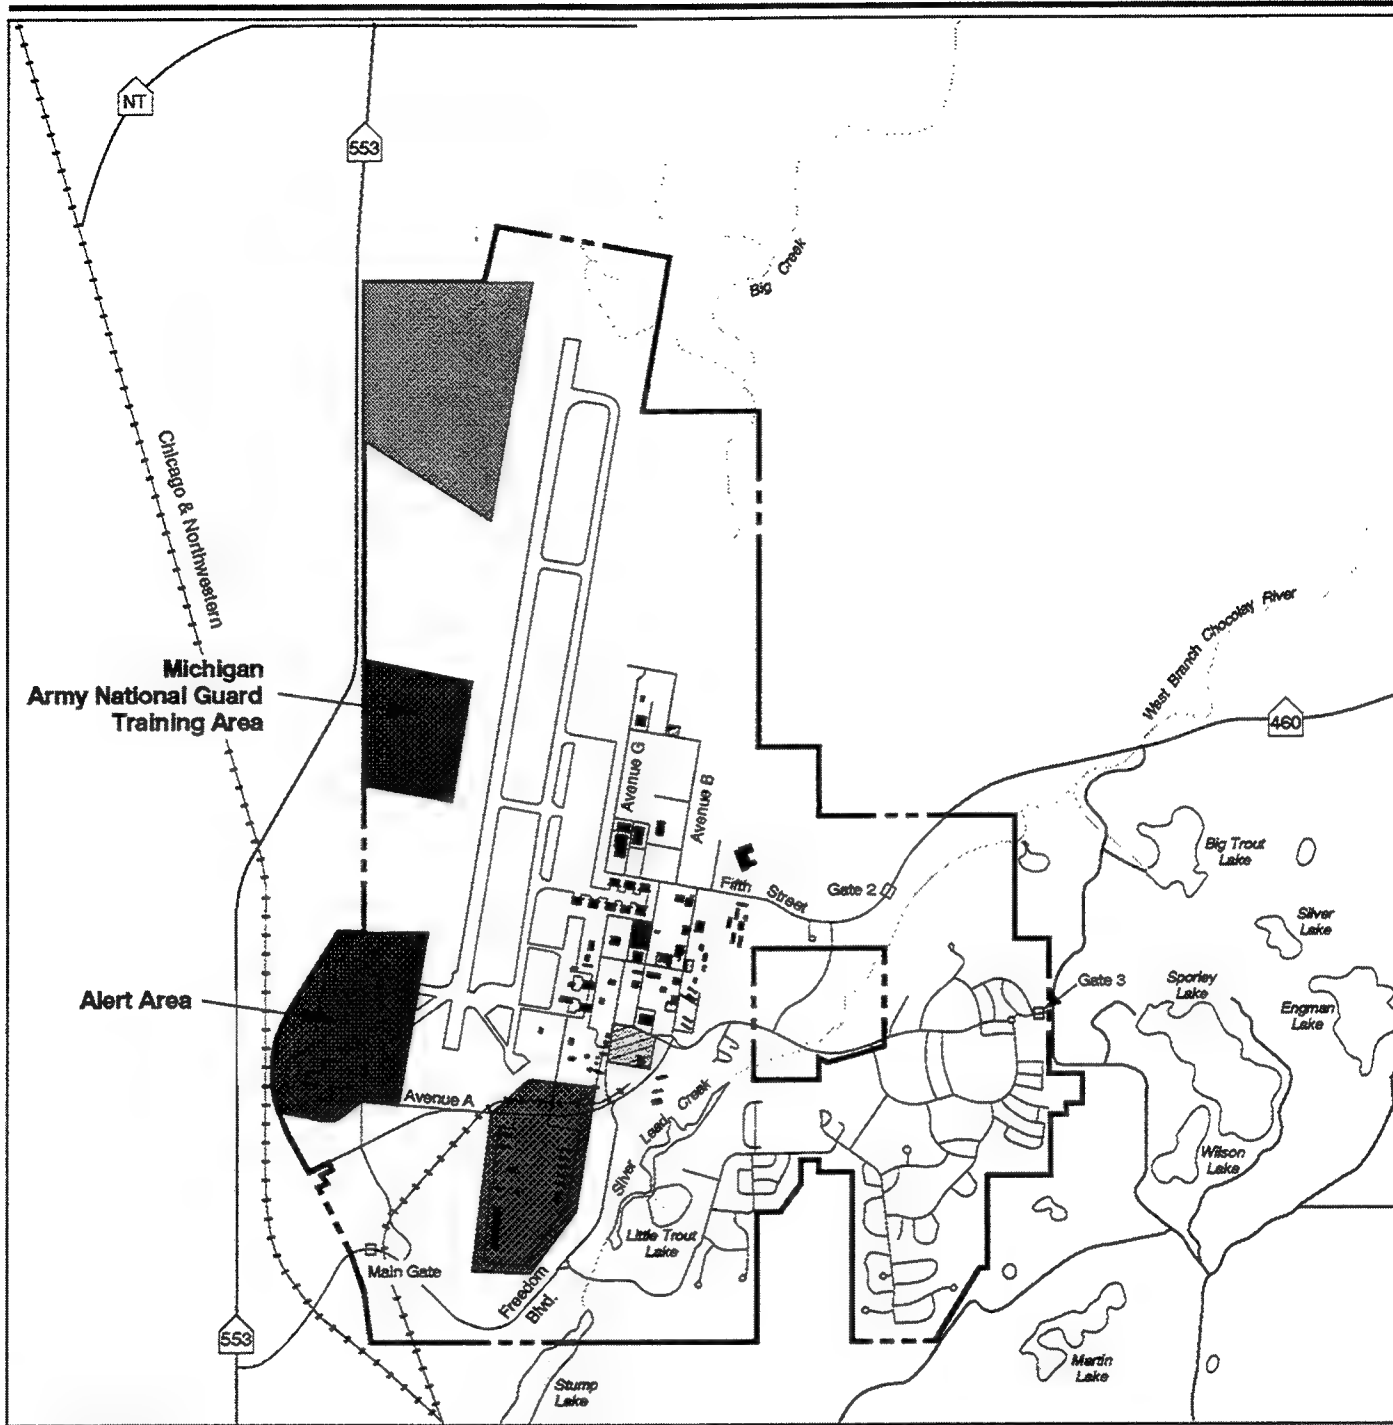 NT
553
Big Creek
Chicago & Northwestern
West Branch Chocolay River
Michigan
Army National Guard
Training Area
460
Avenue G
Avenue B
Big Trout
Lake
Fifth Street
Gate 2
Silver
Lake
Alert Area
Gate 3
Sporley
Lake
Engman
Lake
Avenue A
Silver Lead Creek
Wilson
Lake
Little Trout
Lake
Main Gate
Freedom
Blvd.
553
Martin
Lake
Stump
Lake